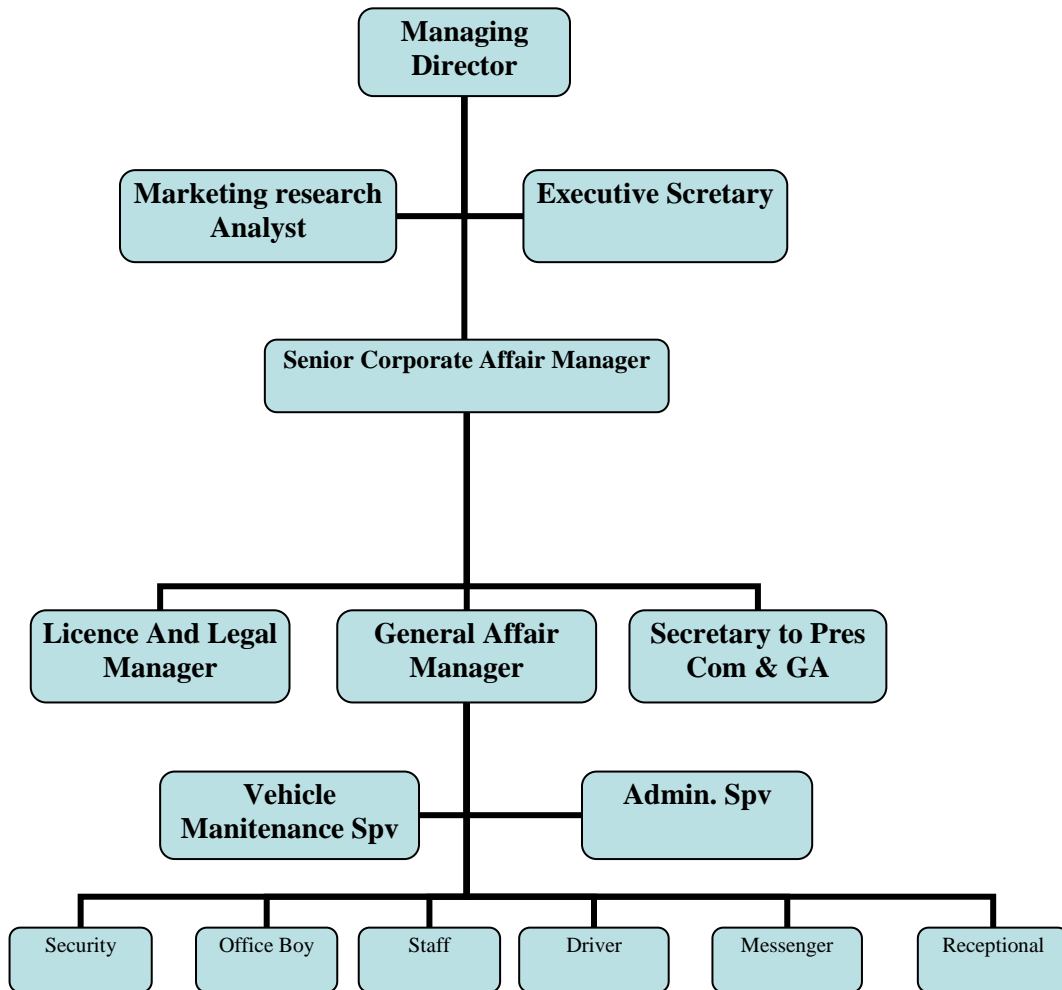 Managing
Director
Marketing research
Analyst
Executive Scretary
Senior Corporate Affair Manager
Licence And Legal
Manager
General Affair
Manager
Secretary to Pres
Com & GA
Vehicle
Manitenance Spv
Admin. Spv
Security
Office Boy
Staff
Driver
Messenger
Receptional